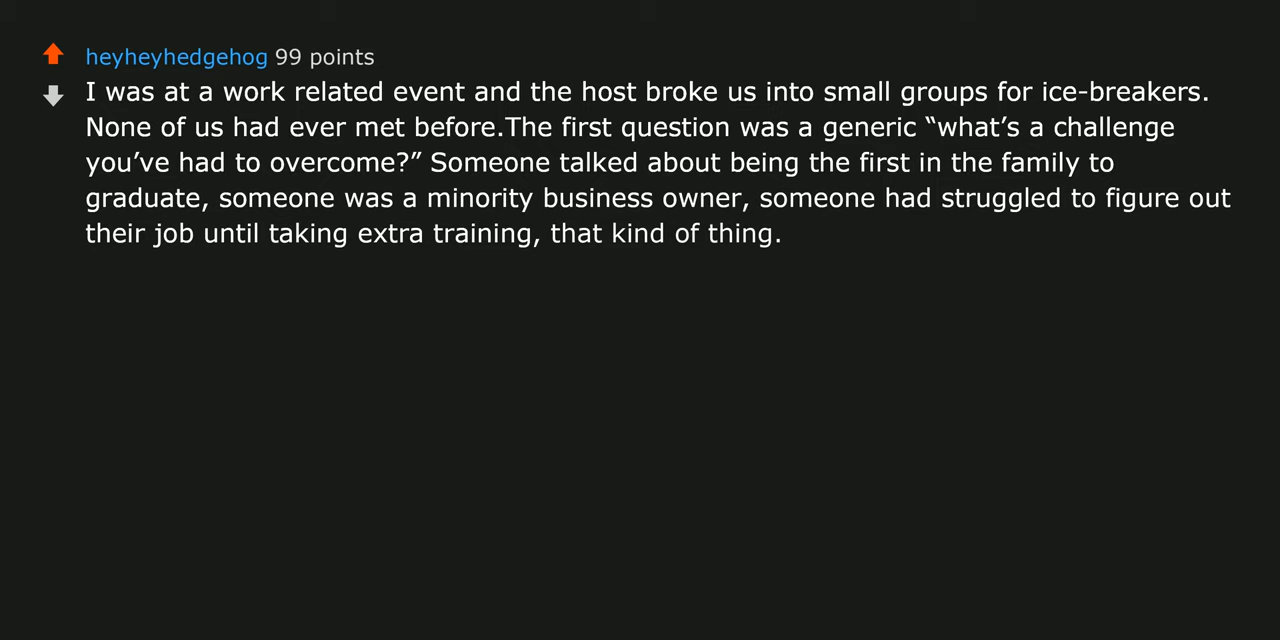 heyheyhedgehog 99 points
I was at a work related event and the host broke us into small groups for ice-breakers.
None of us had ever met before.The first question was a generic “what’s a challenge
you’ve had to overcome?” Someone talked about being the first in the family to
graduate, someone was a minority business owner, someone had struggled to figure out
their job until taking extra training, that kind of thing.